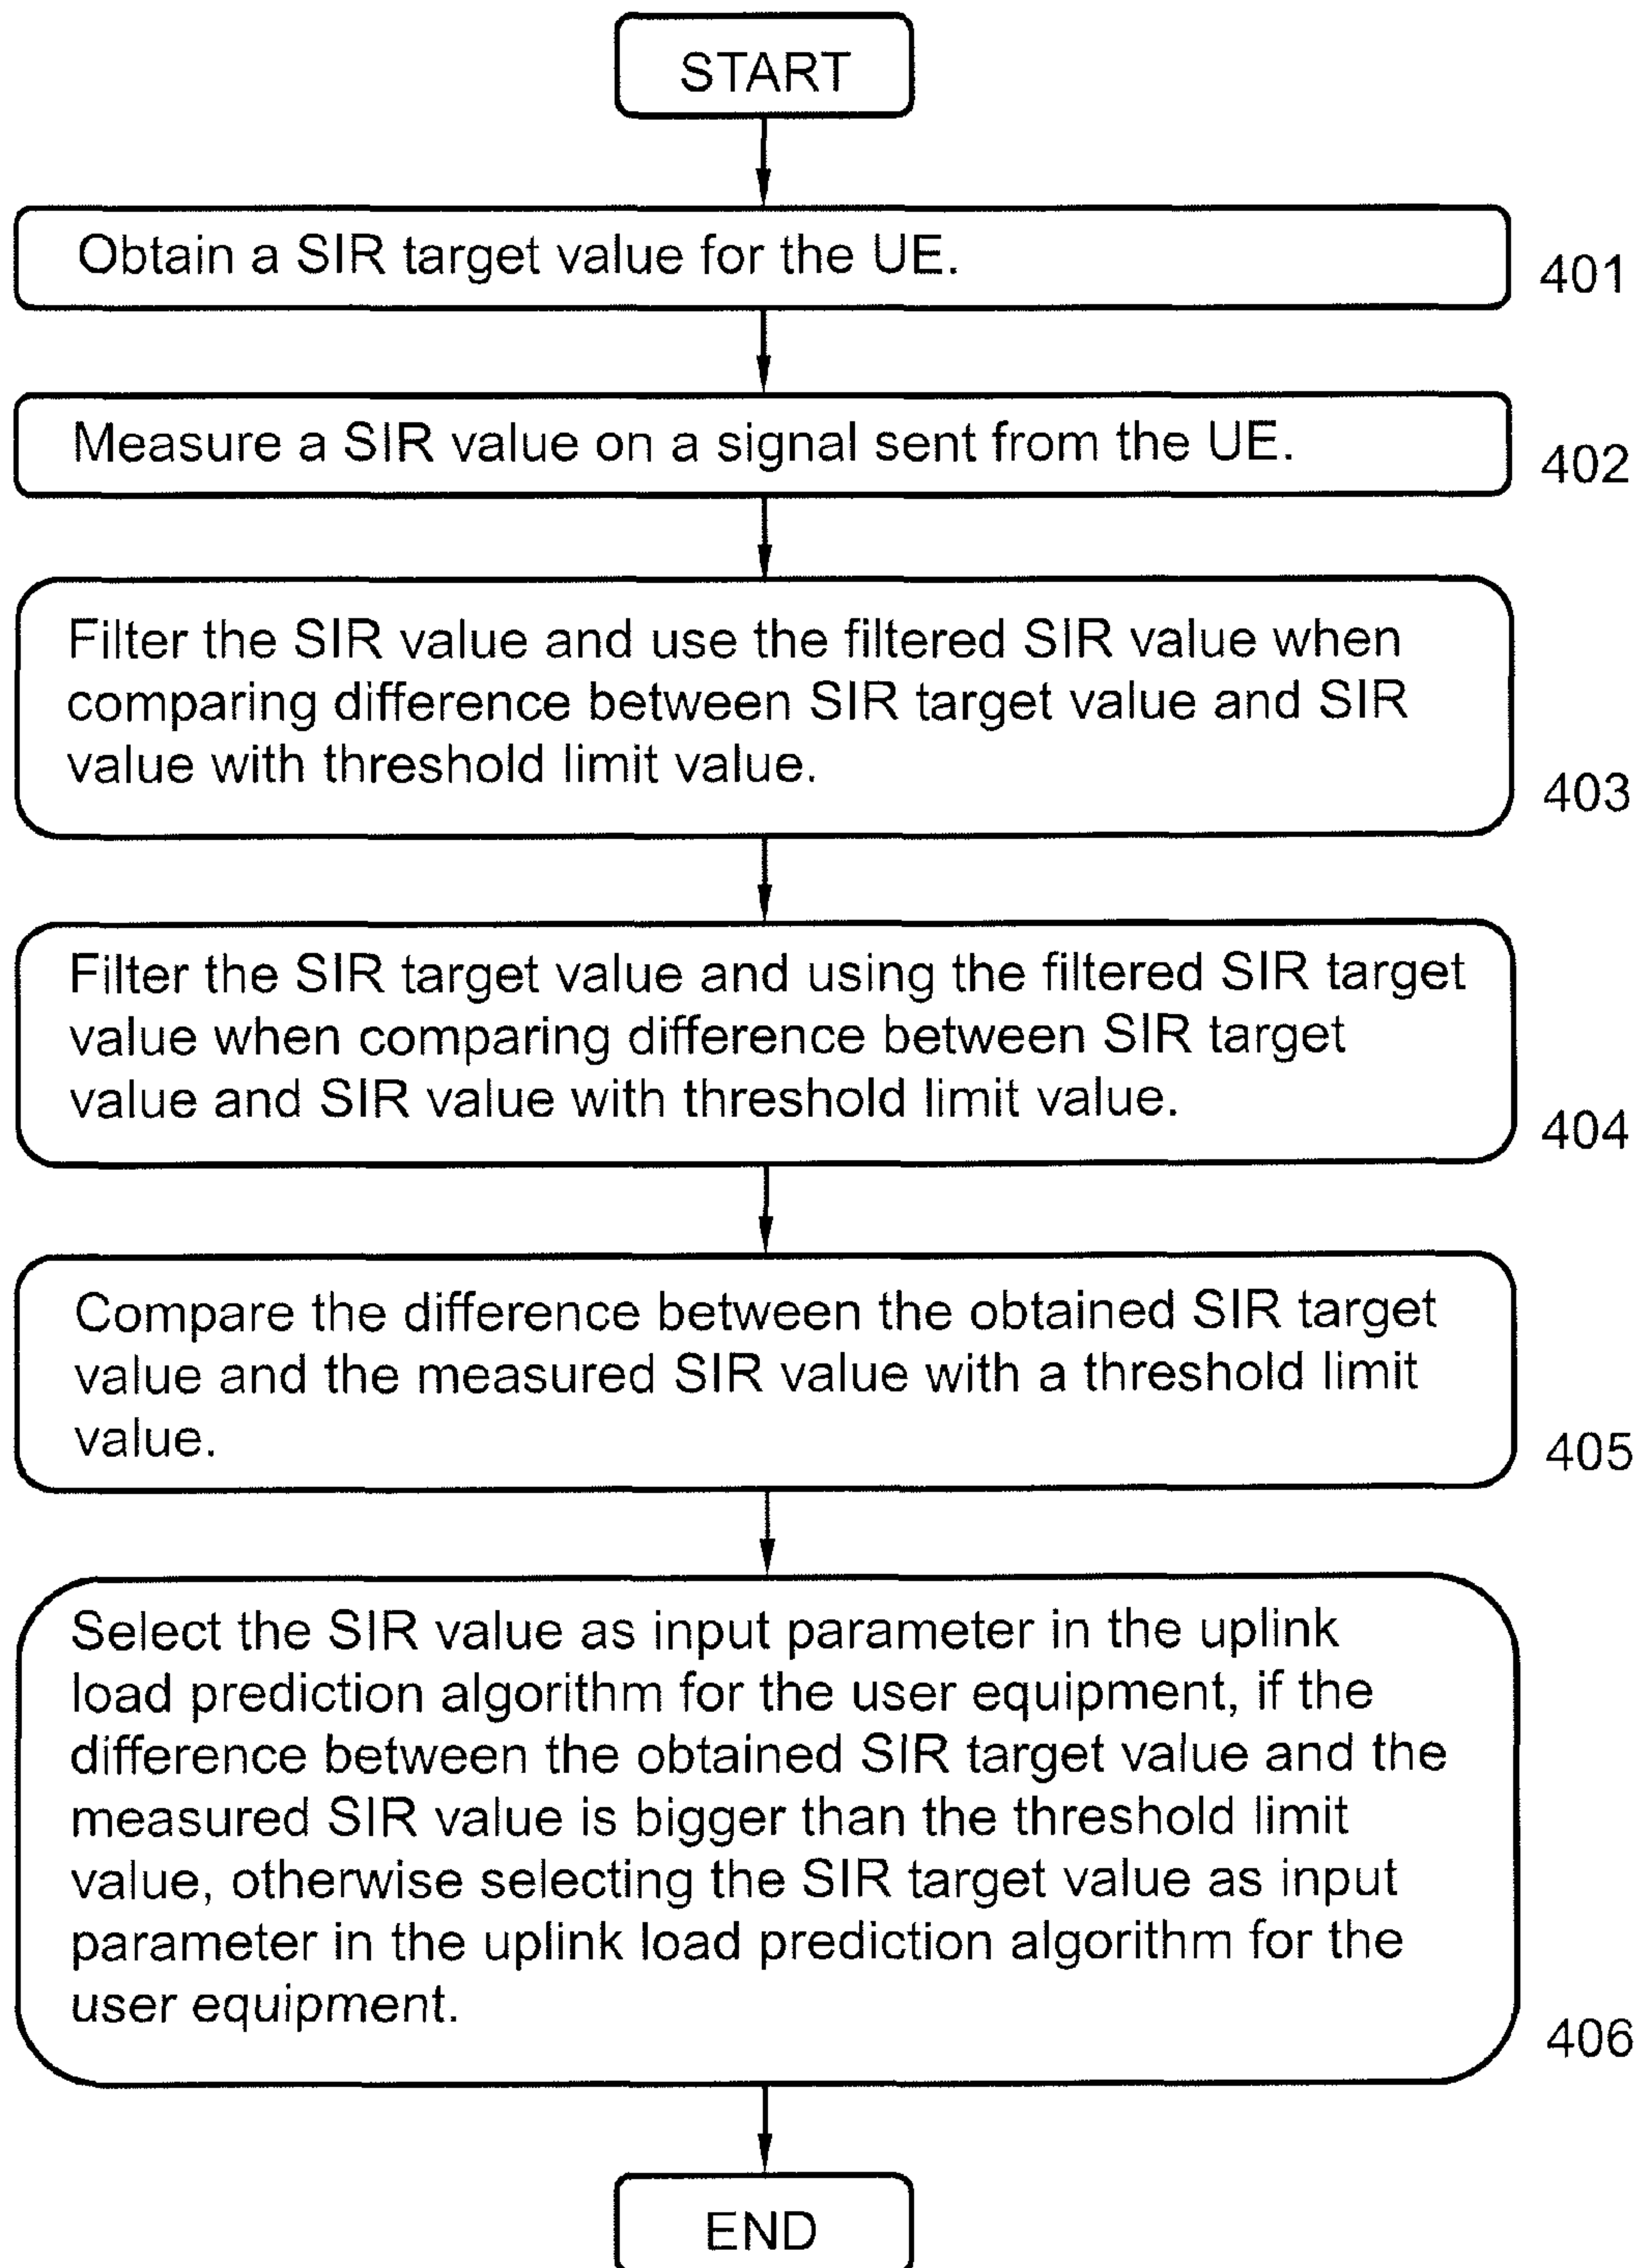 START
Obtain a SIR target value for the UE.
401
Measure a SIR value on a signal sent from the UE.
402
Filter the SIR value and use the filtered SIR value when
comparing difference between SIR target value and SIR
value with threshold limit value.
403
Filter the SIR target value and using the filtered SIR target
value when comparing difference between SIR target
value and SIR value with threshold limit value.
404
Compare the difference between the obtained SIR target
value and the measured SIR value with a threshold limit
value.
405
Select the SIR value as input parameter in the uplink
load prediction algorithm for the user equipment, if the
difference between the obtained SIR target value and the
measured SIR value is bigger than the threshold limit
value, otherwise selecting the SIR target value as input
parameter in the uplink load prediction algorithm for the
user equipment.
406
END